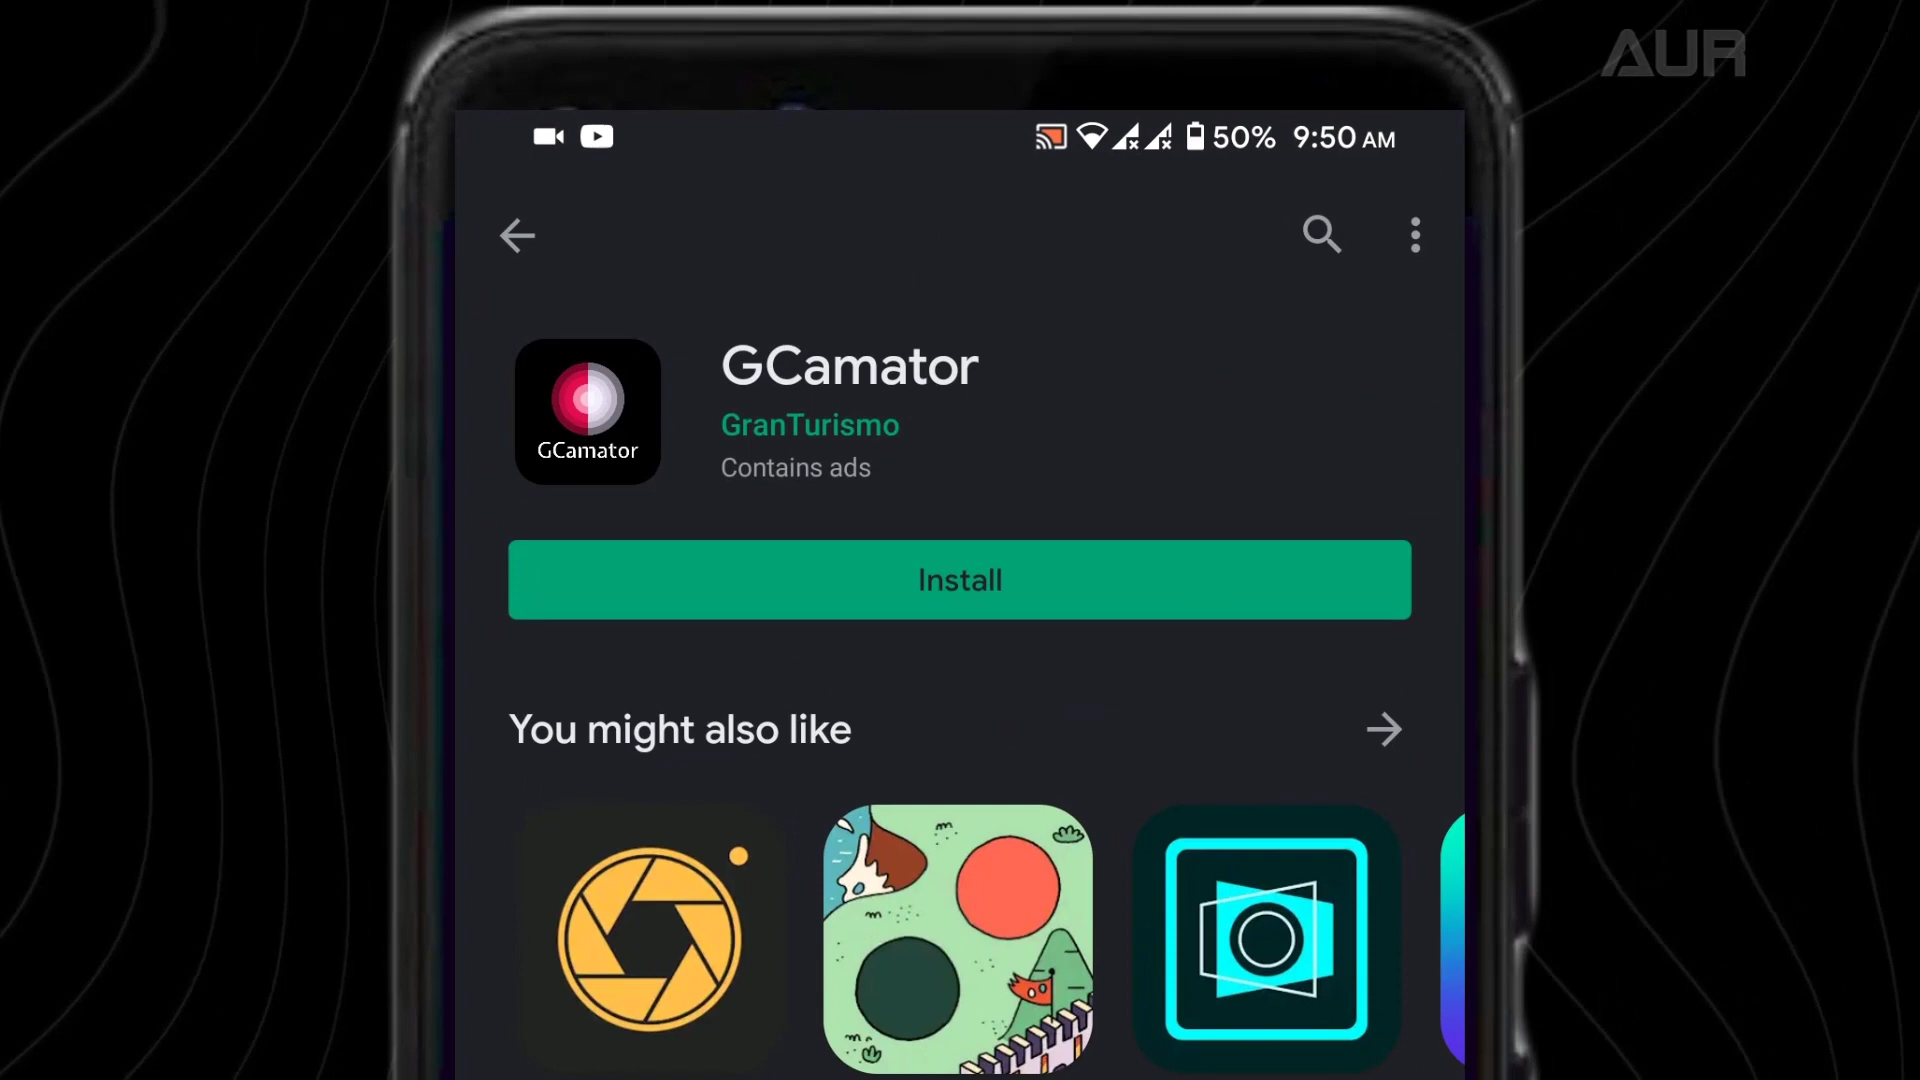 AUR
50% 9:50 AM
GCamator
GCamator
GranTurismo
Contains ads
Install
You might also like